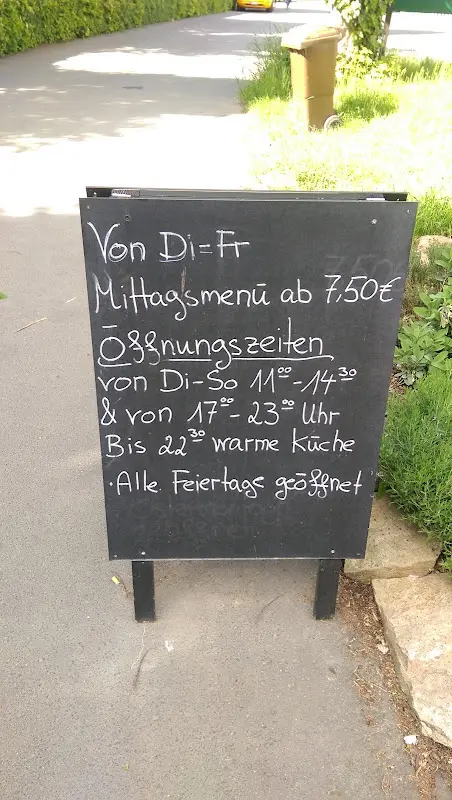 Von Di=Fr
Mittagsmenü ab 7,50€
Öffnungszeiten
von Di-So 11⁰⁰-14³⁰
& von 17⁰⁰-23⁰⁰ Uhr
Bis 22³⁰ warme Küche
·Alle Feiertage geöffnet